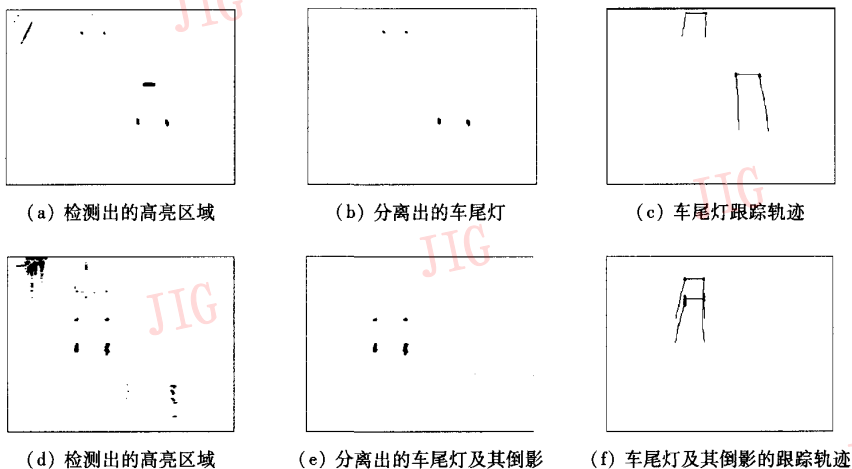 JIG
(a) 检测出的高亮区域
(b) 分离出的车尾灯
(c) 车尾灯跟踪轨迹
JIG
JIG
JIG
(d) 检测出的高亮区域
(e) 分离出的车尾灯及其倒影
(f) 车尾灯及其倒影的跟踪轨迹